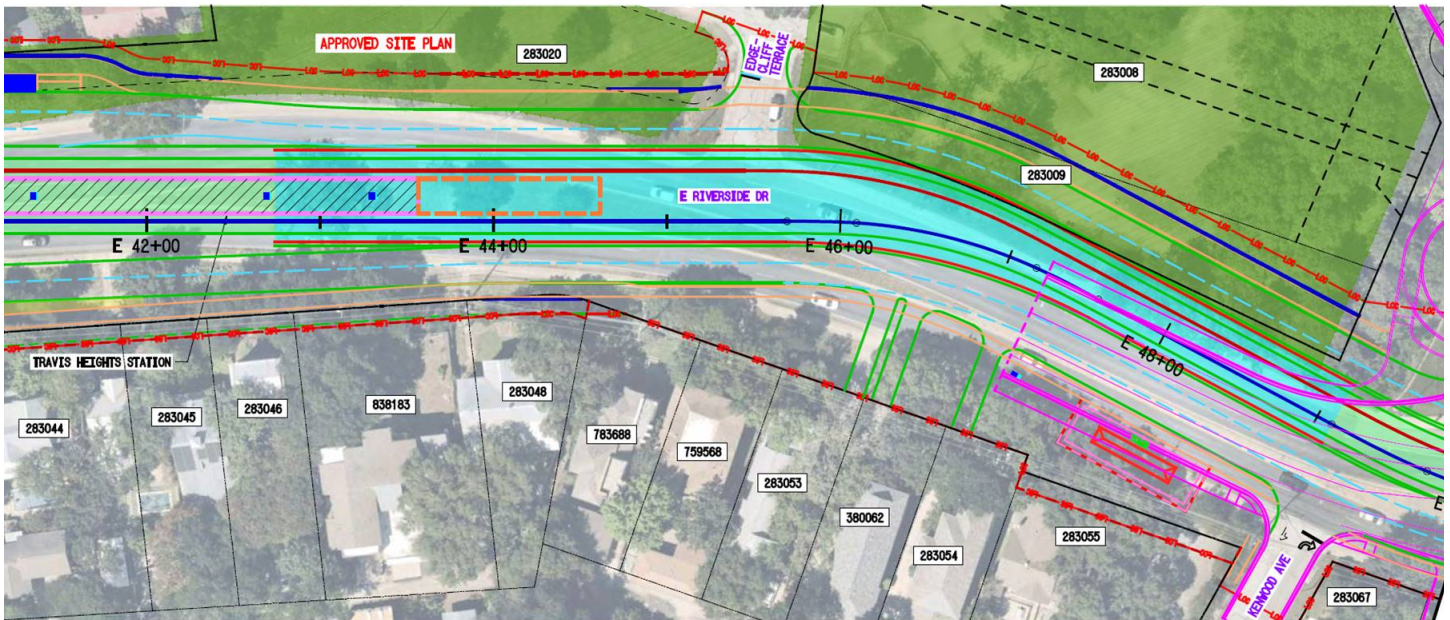 APPROVED SITE PLAN
283020
EDGE-
CLIFF
TERRACE
283008
283009
E RIVERSIDE DR
E 42+00
E 44+00
E 46+00
E 48+00
E
TRAVIS HEIGHTS STATION
283044
283045
283046
838183
283048
783688
759568
283053
380062
283054
283055
KENWOOD AVE
283067
LOC